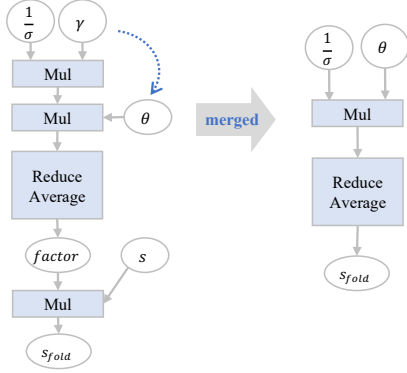 1/σ γ
Mul
Mul θ
Reduce
Average
factor s
Mul
s_fold
merged
1/σ θ
Mul
Reduce
Average
s_fold